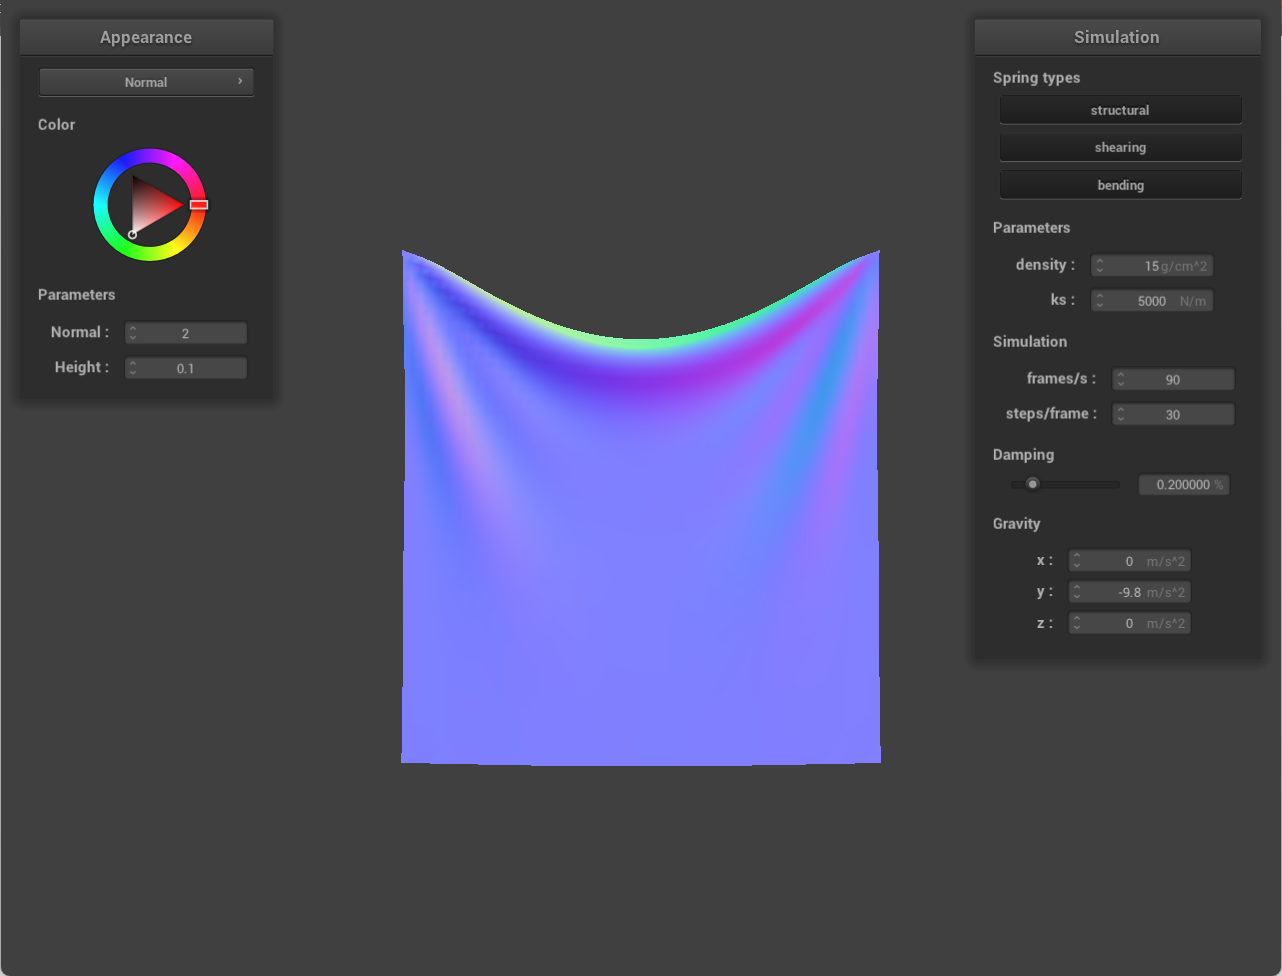 Appearance
Normal
Color
Parameters
Normal : 2
Height : 0.1
Simulation
Spring types
structural
shearing
bending
Parameters
density : 15 g/cm^2
ks : 5000 N/m
Simulation
frames/s : 90
steps/frame : 30
Damping
0.200000 %
Gravity
x : 0 m/s^2
y : -9.8 m/s^2
z : 0 m/s^2